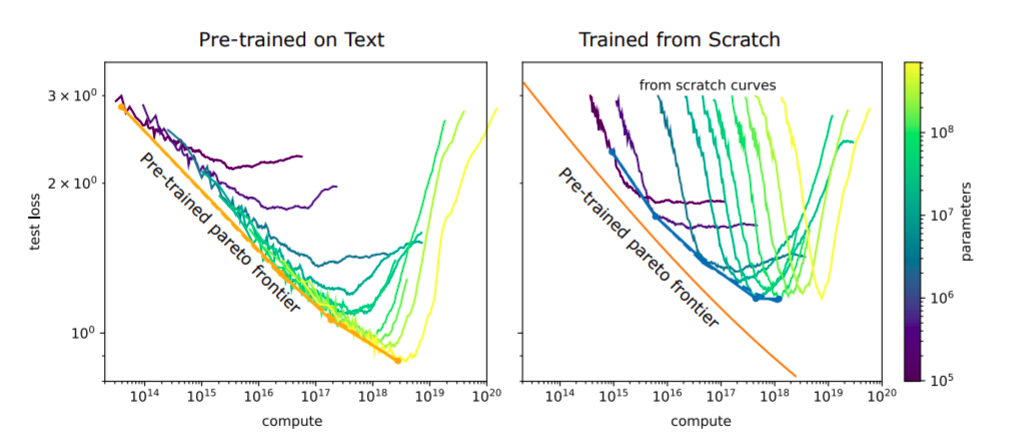 Pre-trained on Text
Trained from Scratch
test loss
3 × 10⁰
2 × 10⁰
10⁰
Pre-trained pareto frontier
10¹⁴ 10¹⁵ 10¹⁶ 10¹⁷ 10¹⁸ 10¹⁹ 10²⁰
compute
from scratch curves
Pre-trained pareto frontier
10¹⁴ 10¹⁵ 10¹⁶ 10¹⁷ 10¹⁸ 10¹⁹ 10²⁰
compute
10⁸
10⁷
10⁶
10⁵
parameters